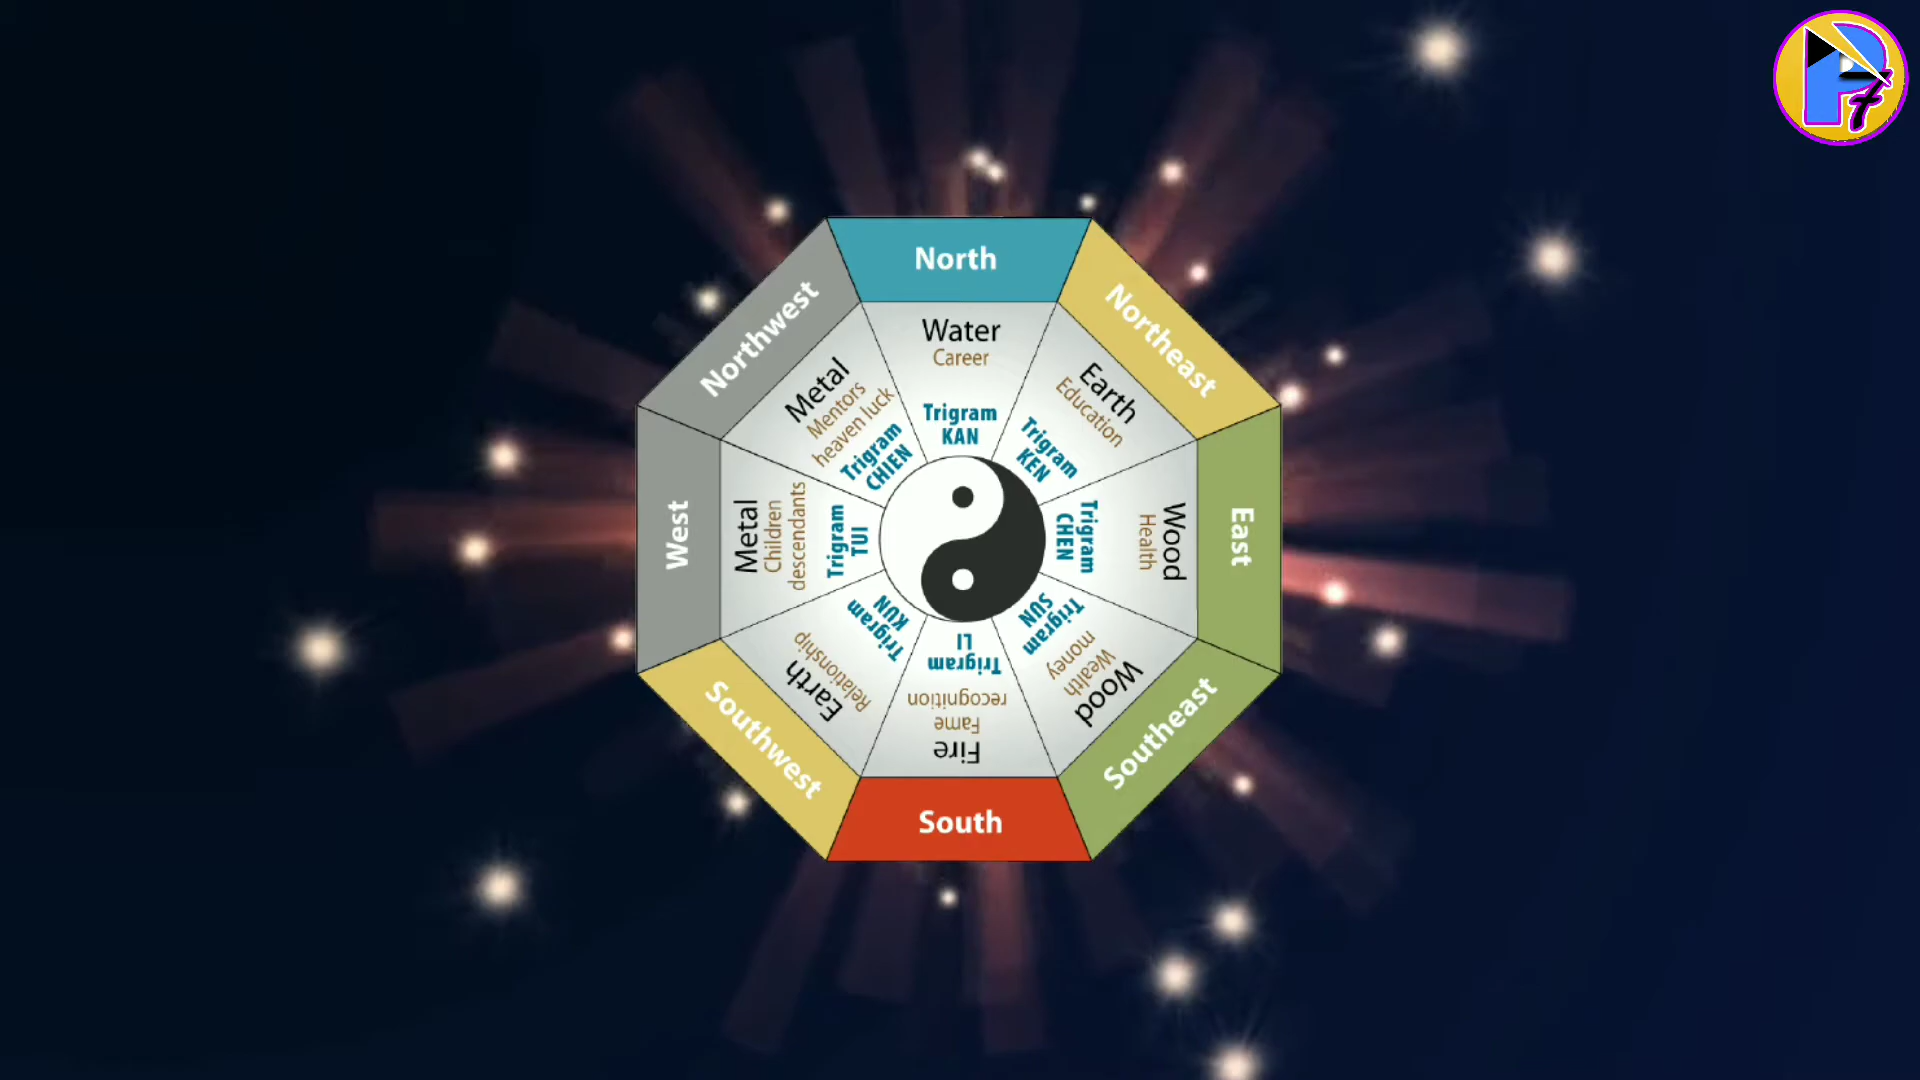 North
Water
Career
Trigram
KAN
Northeast
Earth
Education
Trigram
KEN
East
Wood
Health
Trigram
CHEN
Southeast
Wood
Wealth
money
Trigram
SUN
South
Fire
Fame
recognition
Trigram
LI
Southwest
Earth
Relationship
Trigram
KUN
West
Metal
Children
descendants
Trigram
TUI
Northwest
Metal
Mentors
heaven luck
Trigram
CHIEN
P7